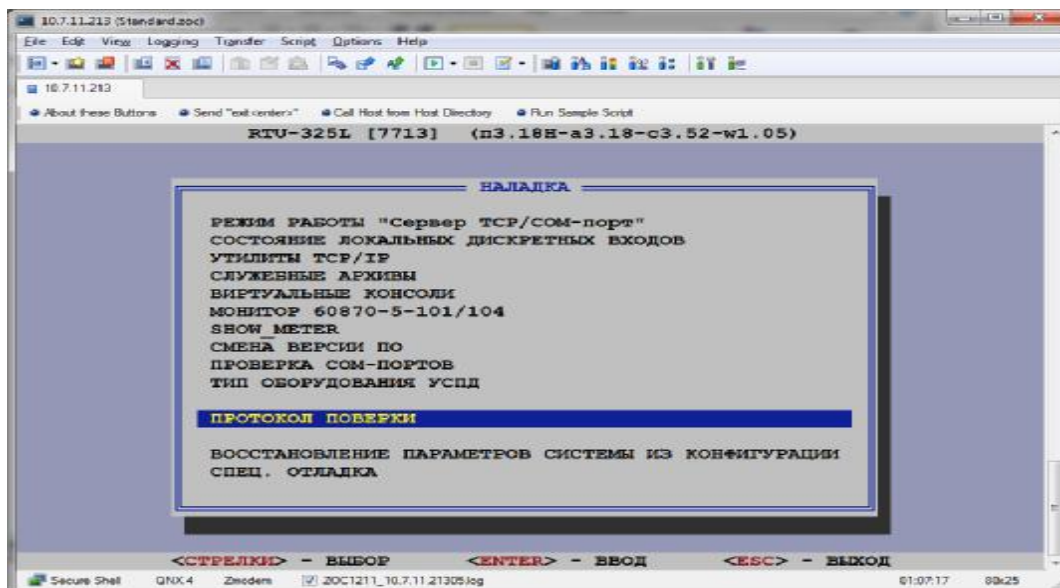 10.7.11.213 (Standard.zoc)
File Edit View Logging Transfer Script Options Help
10.7.11.213
About these Buttons Send "exit<enter>" Call Host from Host Directory Run Sample Script
RTU-325L [7713] (п3.18H-a3.18-c3.52-w1.05)
НАЛАДКА
РЕЖИМ РАБОТЫ "Сервер TCP/COM-порт"
СОСТОЯНИЕ ЛОКАЛЬНЫХ ДИСКРЕТНЫХ ВХОДОВ
УТИЛИТЫ TCP/IP
СЛУЖЕБНЫЕ АРХИВЫ
ВИРТУАЛЬНЫЕ КОНСОЛИ
МОНИТОР 60870-5-101/104
SHOW_METER
СМЕНА ВЕРСИИ ПО
ПРОВЕРКА COM-ПОРТОВ
ТИП ОБОРУДОВАНИЯ УСПД
ПРОТОКОЛ ПОВЕРКИ
ВОССТАНОВЛЕНИЕ ПАРАМЕТРОВ СИСТЕМЫ ИЗ КОНФИГУРАЦИИ
СПЕЦ. ОТЛАДКА
<СТРЕЛКИ> - ВЫБОР <ENTER> - ВВОД <ESC> - ВЫХОД
Secure Shell QNX 4 Zmodem ZOC1211_10.7.11.21305.log 01:07:17 80x25